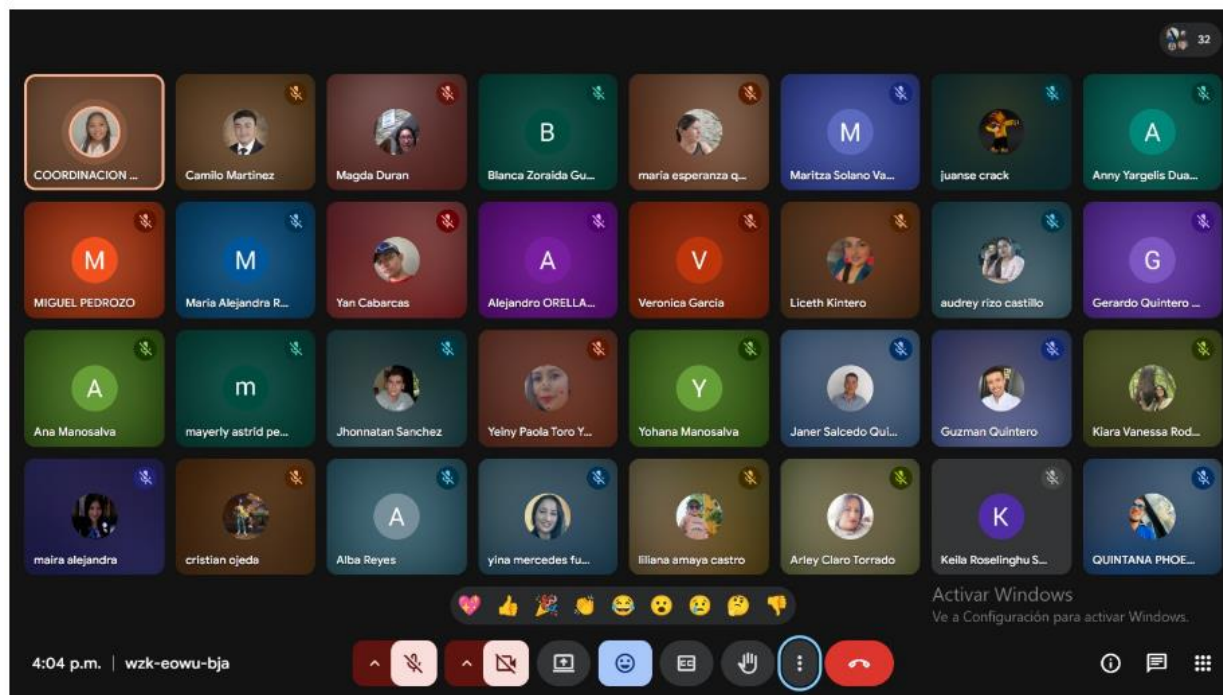 32
COORDINACION ...
Camilo Martinez
Magda Duran
B
Blanca Zoraida Gu...
maria esperanza q...
M
Maritza Solano Va...
juanse crack
A
Anny Yargelis Dua...
M
MIGUEL PEDROZO
M
Maria Alejandra R...
Yan Cabarcas
A
Alejandro ORELLA...
V
Veronica Garcia
Liceth Kintero
audrey rizo castillo
G
Gerardo Quintero ...
A
Ana Manosalva
m
mayerly astrid pe...
Jhonnatan Sanchez
Yeiny Paola Toro Y...
Y
Yohana Manosalva
Janer Salcedo Qui...
Guzman Quintero
Kiara Vanessa Rod...
maira alejandra
cristian ojeda
A
Alba Reyes
yina mercedes fu...
liliana amaya castro
Arley Claro Torrado
K
Keila Roselinghu S...
QUINTANA PHOE...
Activar Windows
Ve a Configuración para activar Windows.
4:04 p.m. | wzk-eowu-bja
CC